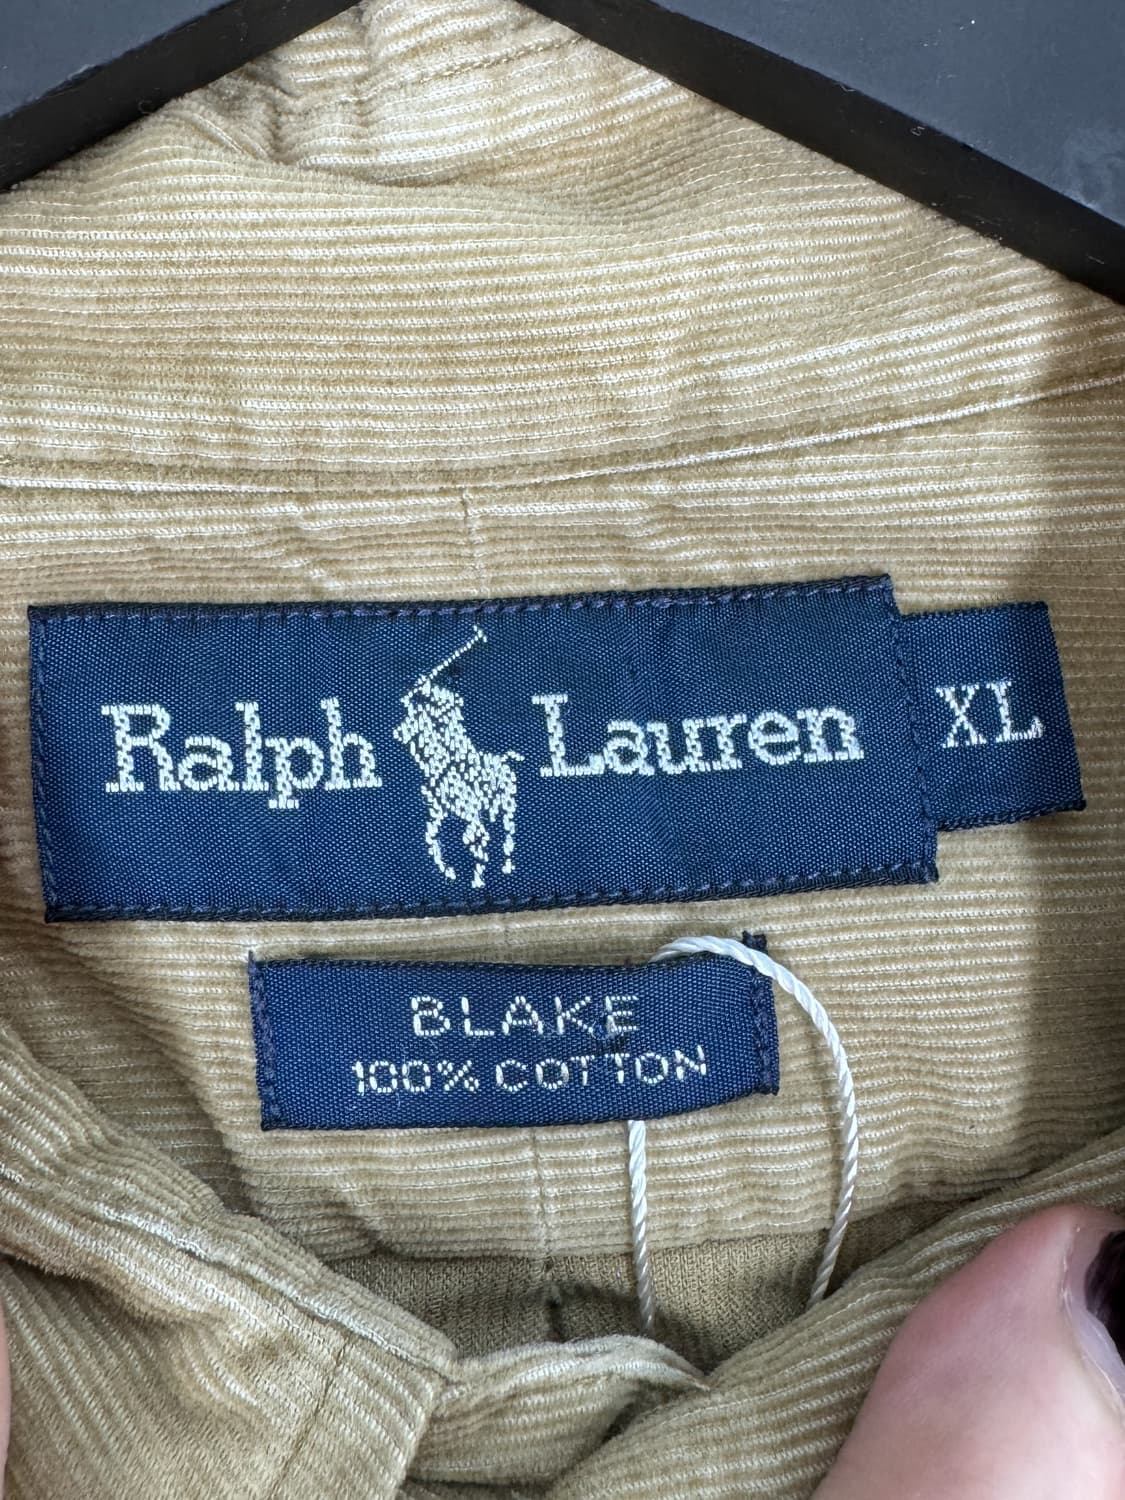 Ralph Lauren XL
BLAKE
100% COTTON